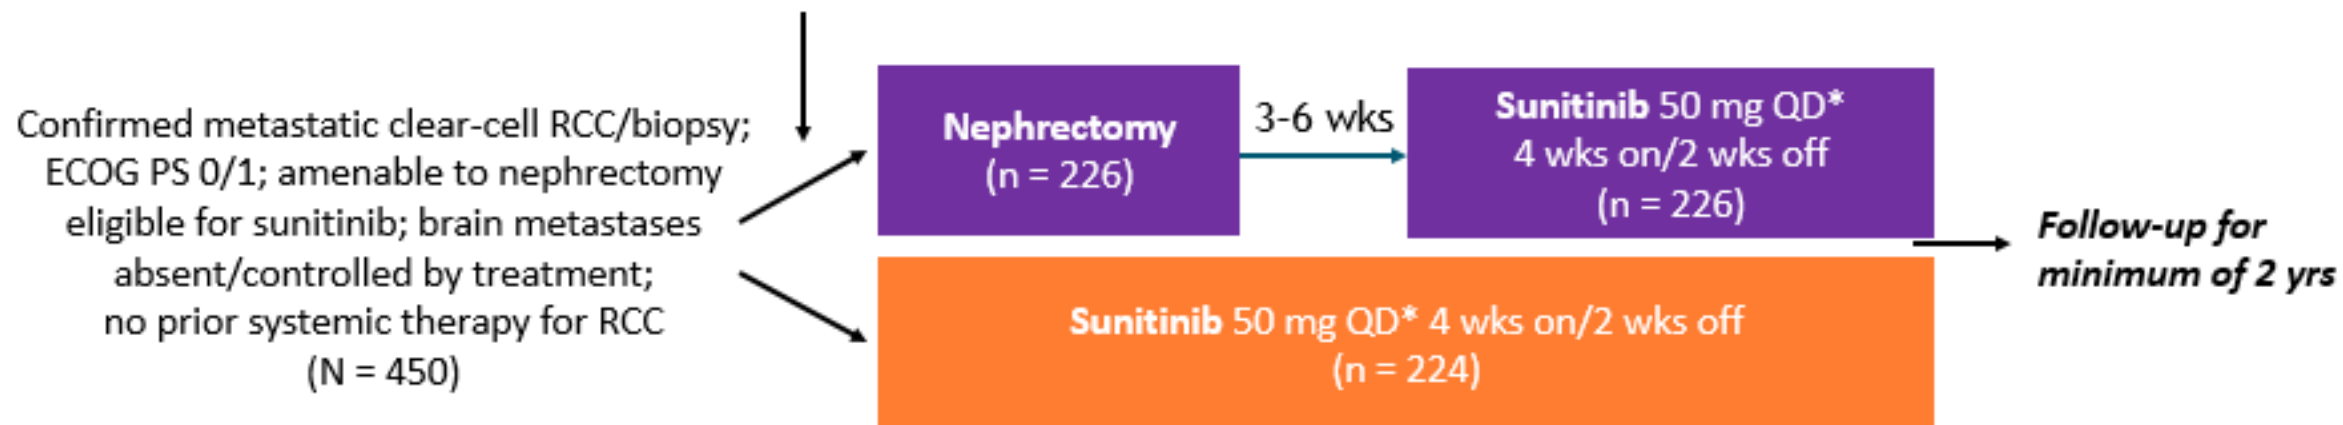 Confirmed metastatic clear-cell RCC/biopsy;
ECOG PS 0/1; amenable to nephrectomy
eligible for sunitinib; brain metastases
absent/controlled by treatment;
no prior systemic therapy for RCC
(N = 450)
Nephrectomy
(n = 226)
3-6 wks
Sunitinib 50 mg QD*
4 wks on/2 wks off
(n = 226)
Sunitinib 50 mg QD* 4 wks on/2 wks off
(n = 224)
Follow-up for
minimum of 2 yrs